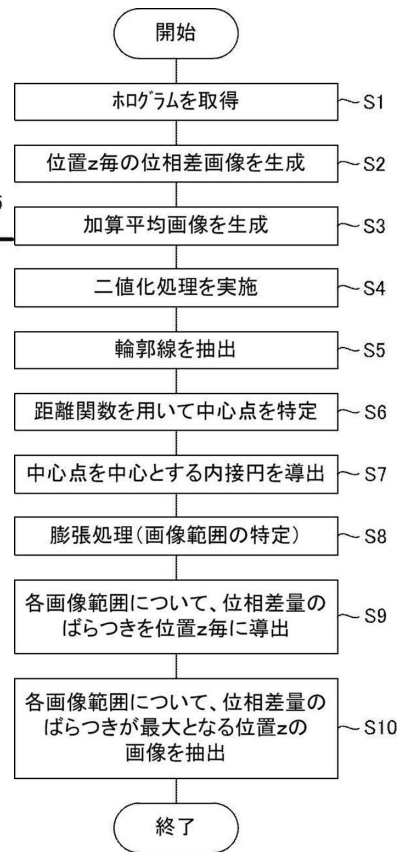 開始
ホログラムを取得
S1
位置z毎の位相差画像を生成
S2
加算平均画像を生成
S3
二値化処理を実施
S4
輪郭線を抽出
S5
距離関数を用いて中心点を特定
S6
中心点を中心とする内接円を導出
S7
膨張処理(画像範囲の特定)
S8
各画像範囲について、位相差量の
ばらつきを位置z毎に導出
S9
各画像範囲について、位相差量の
ばらつきが最大となる位置zの
画像を抽出
S10
終了